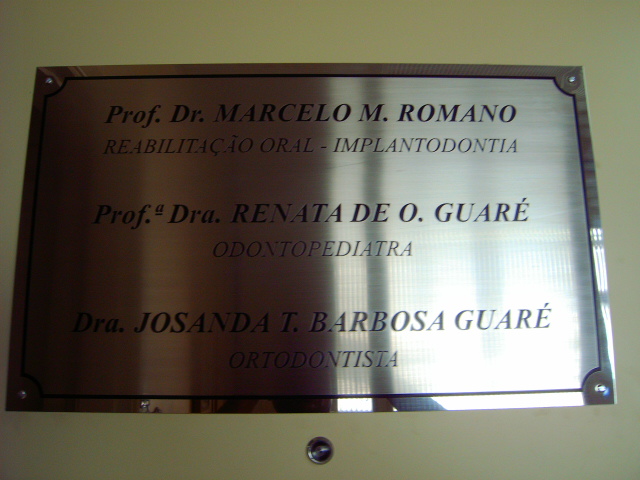 Prof. Dr. MARCELO M. ROMANO
REABILITAÇÃO ORAL - IMPLANTODONTIA
Prof.ª Dra. RENATA DE O. GUARÉ
ODONTOPEDIATRA
Dra. JOSANDA T. BARBOSA GUARÉ
ORTODONTISTA